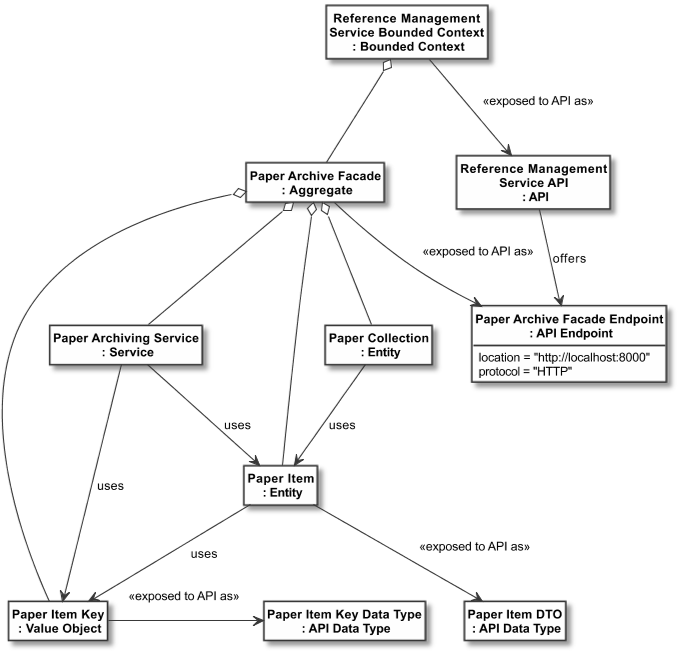 Reference Management
Service Bounded Context
: Bounded Context
«exposed to API as»
Paper Archive Facade
: Aggregate
Reference Management
Service API
: API
«exposed to API as»
offers
Paper Archiving Service
: Service
Paper Collection
: Entity
Paper Archive Facade Endpoint
: API Endpoint
location = "http://localhost:8000"
protocol = "HTTP"
uses
uses
uses
Paper Item
: Entity
uses
«exposed to API as»
«exposed to API as»
Paper Item Key
: Value Object
Paper Item Key Data Type
: API Data Type
Paper Item DTO
: API Data Type